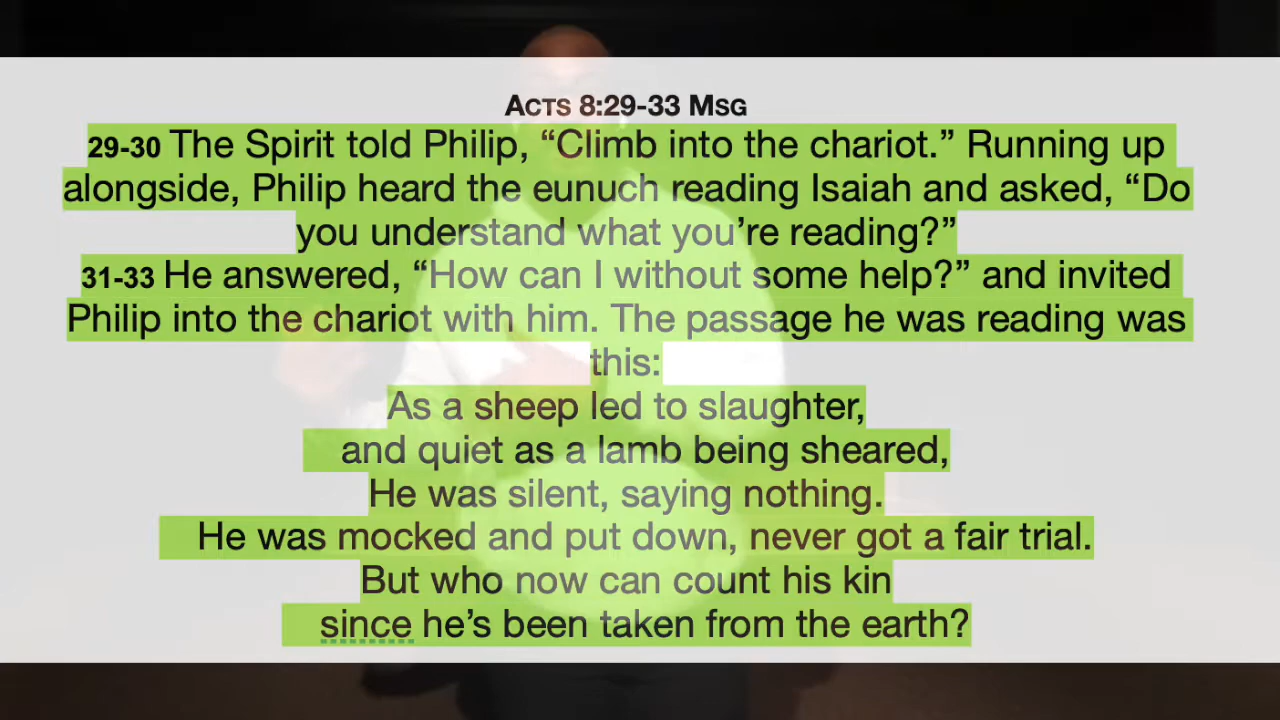 ACTS 8:29-33 MSG
29-30 The Spirit told Philip, “Climb into the chariot.” Running up
alongside, Philip heard the eunuch reading Isaiah and asked, “Do
you understand what you’re reading?”
31-33 He answered, “How can I without some help?” and invited
Philip into the chariot with him. The passage he was reading was
this:
As a sheep led to slaughter,
and quiet as a lamb being sheared,
He was silent, saying nothing.
He was mocked and put down, never got a fair trial.
But who now can count his kin
since he’s been taken from the earth?